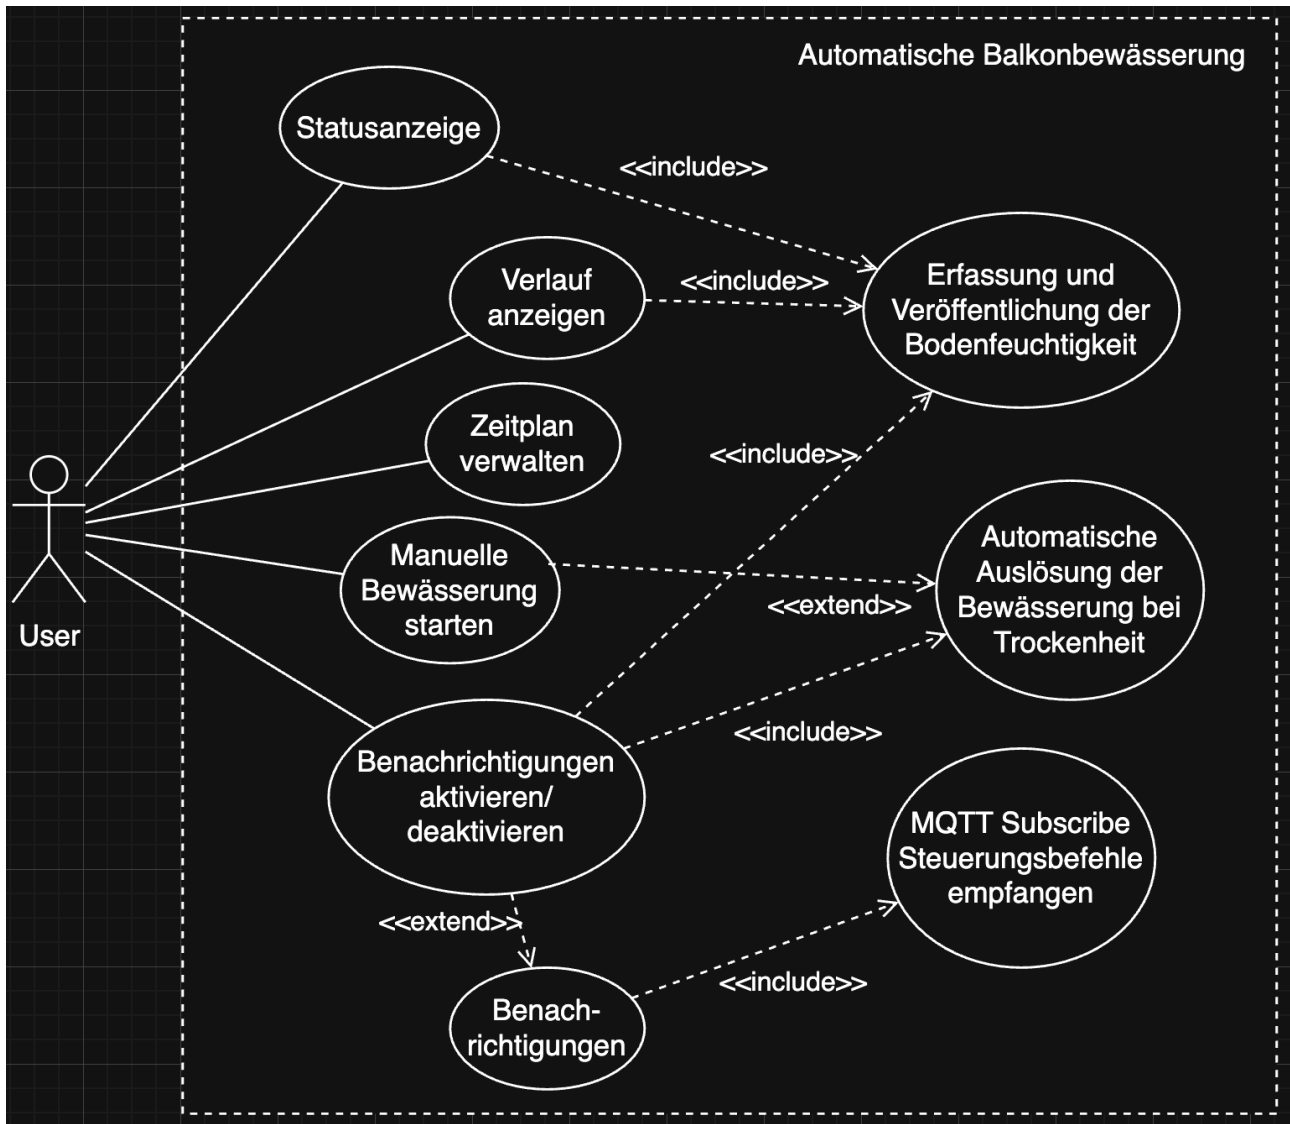 Automatische Balkonbewässerung
Statusanzeige
<<include>>
Verlauf
anzeigen
<<include>>
Erfassung und
Veröffentlichung der
Bodenfeuchtigkeit
Zeitplan
verwalten
<<include>>
User
Manuelle
Bewässerung
starten
<<extend>>
Automatische
Auslösung der
Bewässerung bei
Trockenheit
Benachrichtigungen
aktivieren/
deaktivieren
<<include>>
MQTT Subscribe
Steuerungsbefehle
empfangen
<<extend>>
Benach-
richtigungen
<<include>>